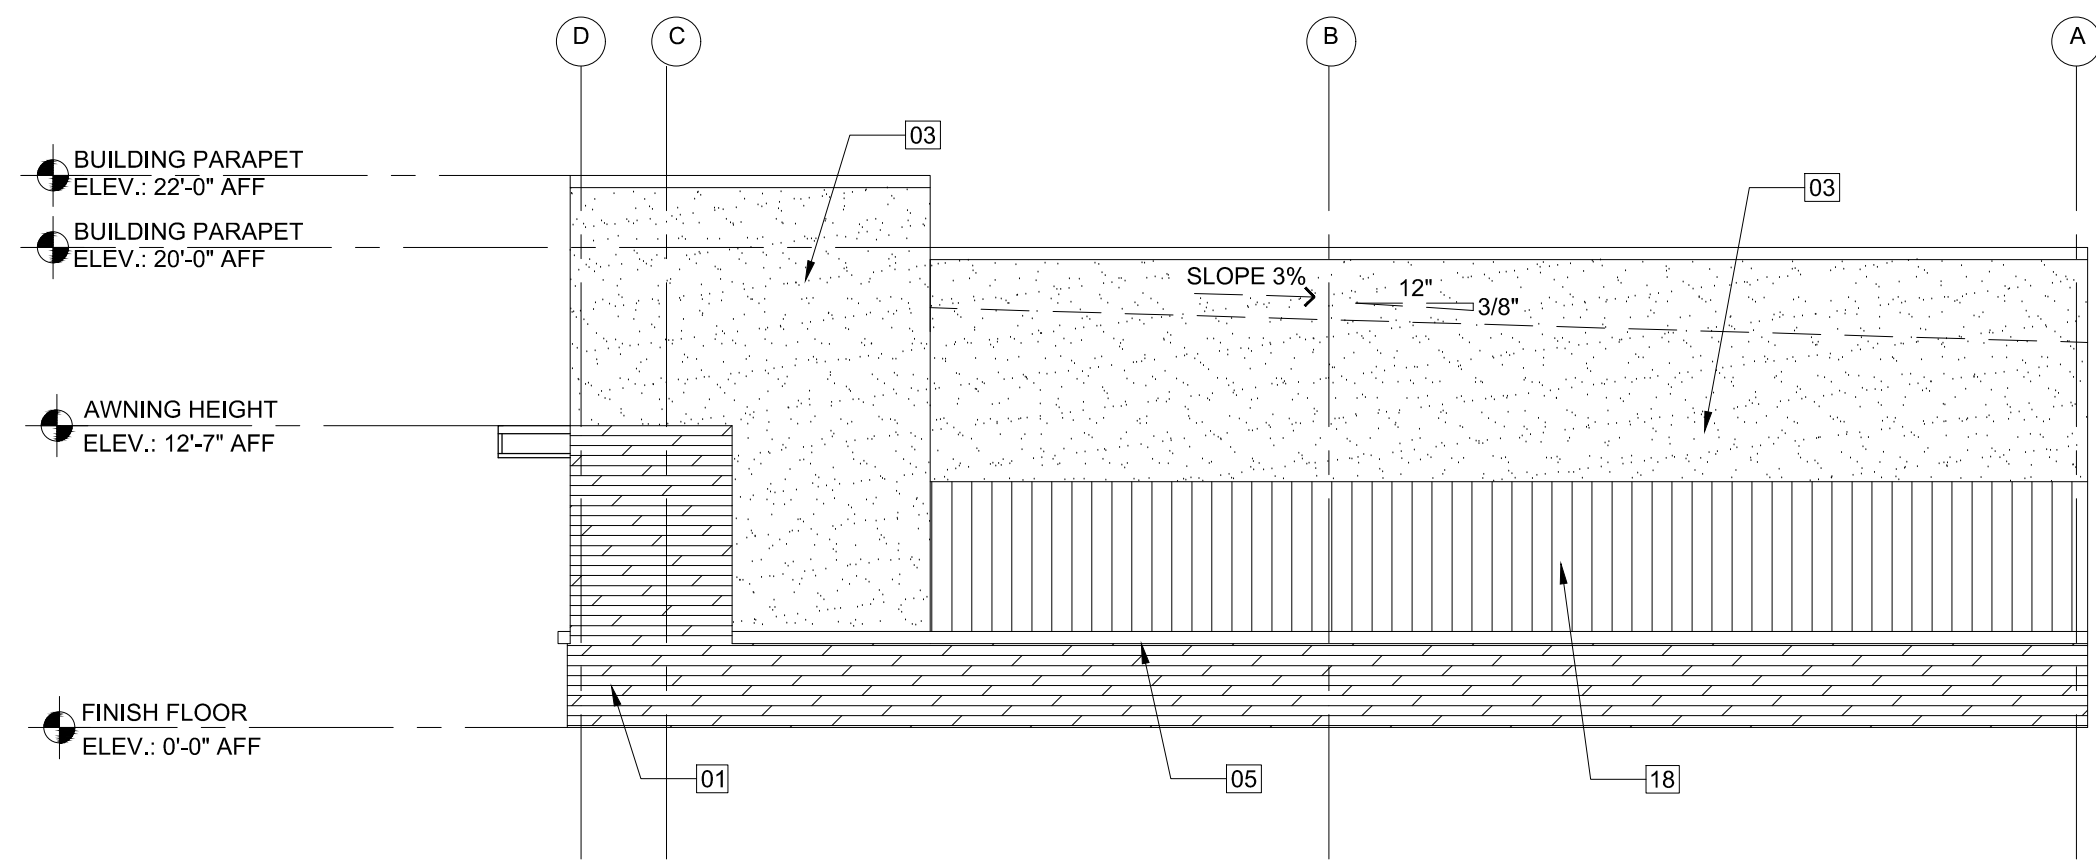 D
C
B
A
03
BUILDING PARAPET
ELEV.: 22'-0" AFF
03
BUILDING PARAPET
ELEV.: 20'-0" AFF
SLOPE 3%
12"
3/8"
AWNING HEIGHT
ELEV.: 12'-7" AFF
FINISH FLOOR
ELEV.: 0'-0" AFF
01
05
18